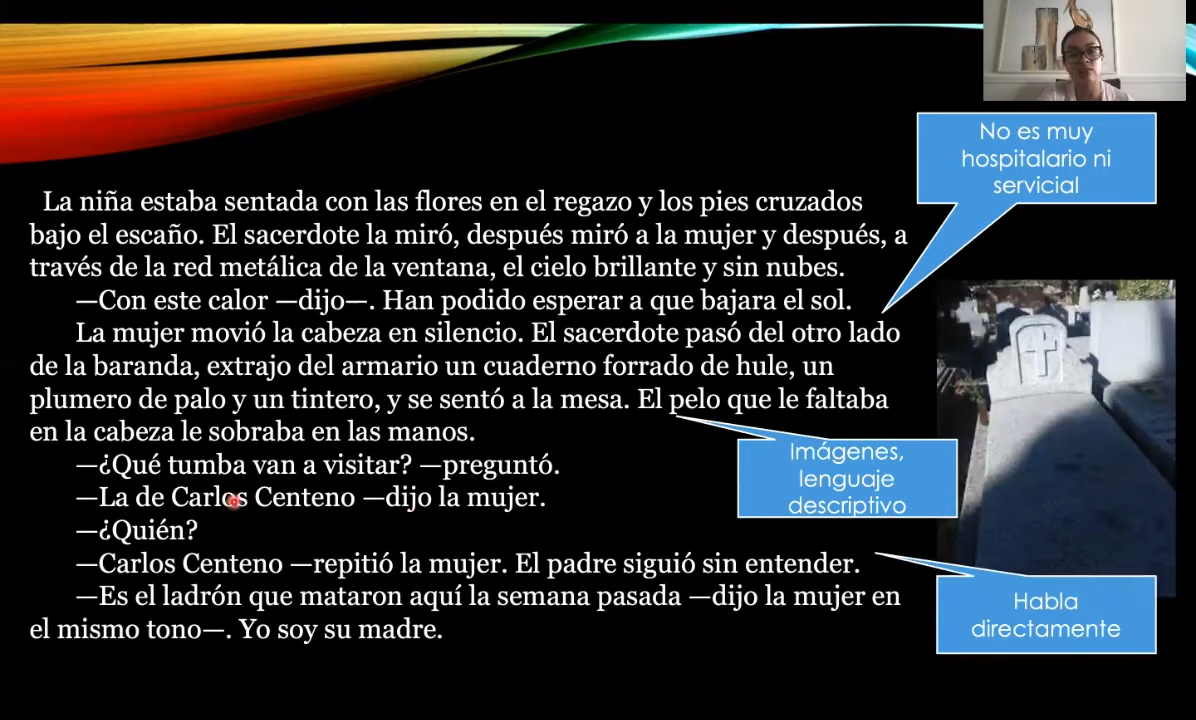 La niña estaba sentada con las flores en el regazo y los pies cruzados
bajo el escaño. El sacerdote la miró, después miró a la mujer y después, a
través de la red metálica de la ventana, el cielo brillante y sin nubes.
—Con este calor —dijo—. Han podido esperar a que bajara el sol.
La mujer movió la cabeza en silencio. El sacerdote pasó del otro lado
de la baranda, extrajo del armario un cuaderno forrado de hule, un
plumero de palo y un tintero, y se sentó a la mesa. El pelo que le faltaba
en la cabeza le sobraba en las manos.
—¿Qué tumba van a visitar? —preguntó.
—La de Carlos Centeno —dijo la mujer.
—¿Quién?
—Carlos Centeno —repitió la mujer. El padre siguió sin entender.
—Es el ladrón que mataron aquí la semana pasada —dijo la mujer en
el mismo tono—. Yo soy su madre.
No es muy
hospitalario ni
servicial
Imágenes,
lenguaje
descriptivo
Habla
directamente